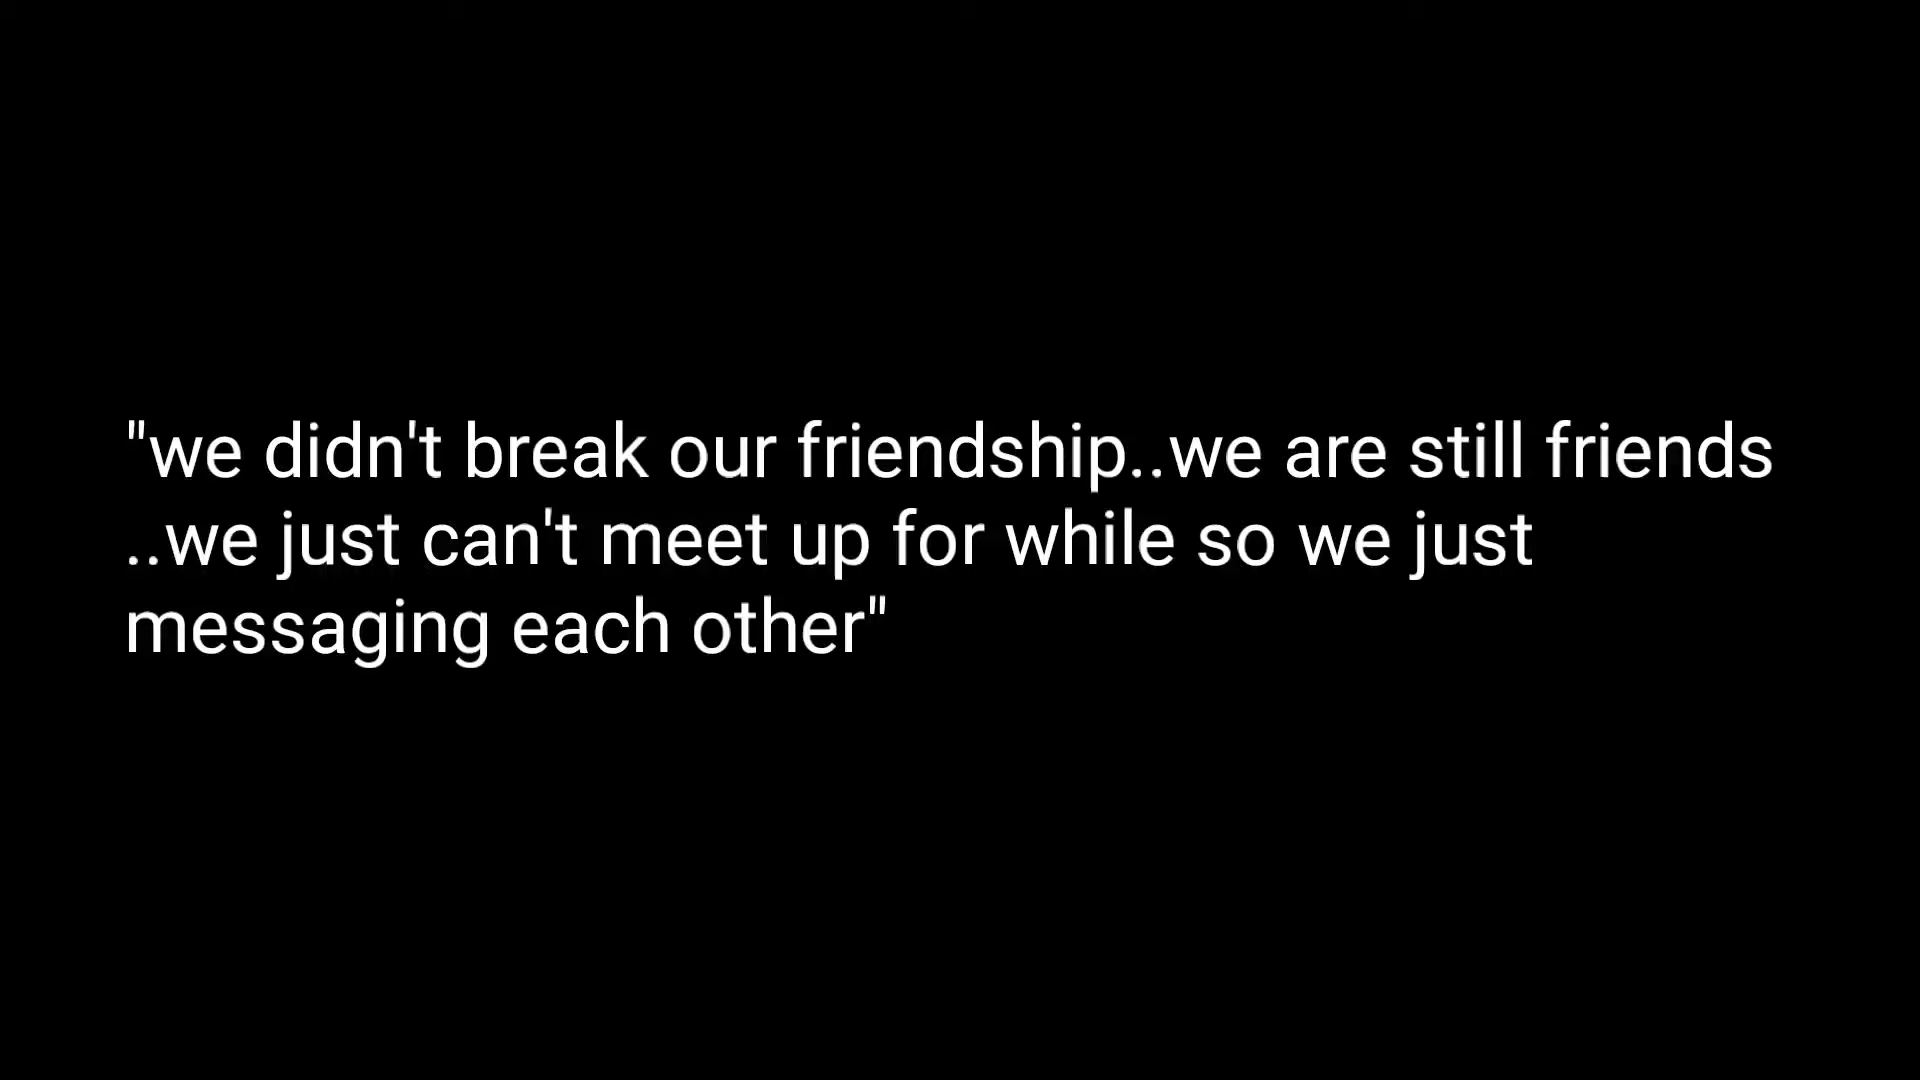 "we didn't break our friendship..we are still friends
..we just can't meet up for while so we just
messaging each other"